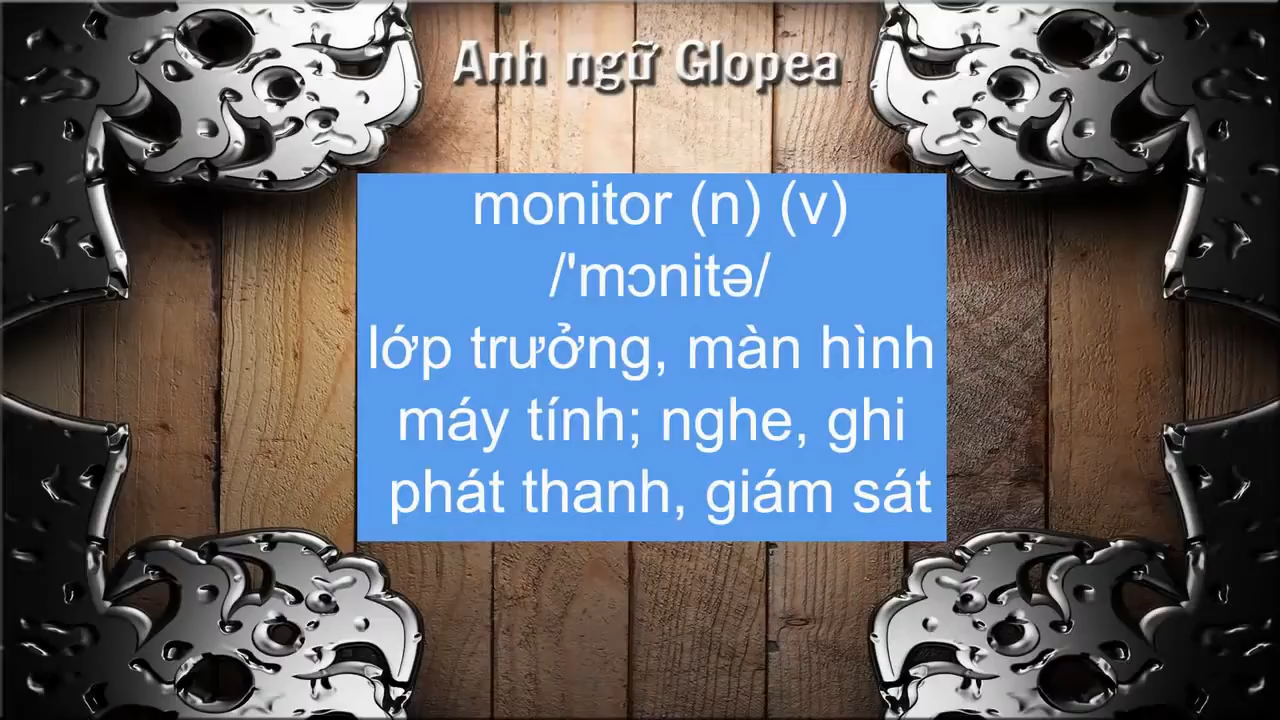 Anh ngữ Glopea
monitor (n) (v)
/'mɔnitə/
lớp trưởng, màn hình
máy tính; nghe, ghi
phát thanh, giám sát